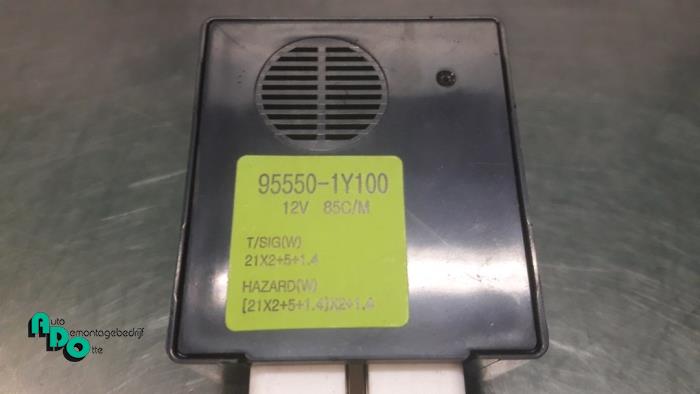 95550-1Y100
12V 85C/M
T/SIG(W)
21X2+5+1.4
HAZARD(W)
[21X2+5+1.4]X2+1.4
Auto
Demontagebedrijf
Otte